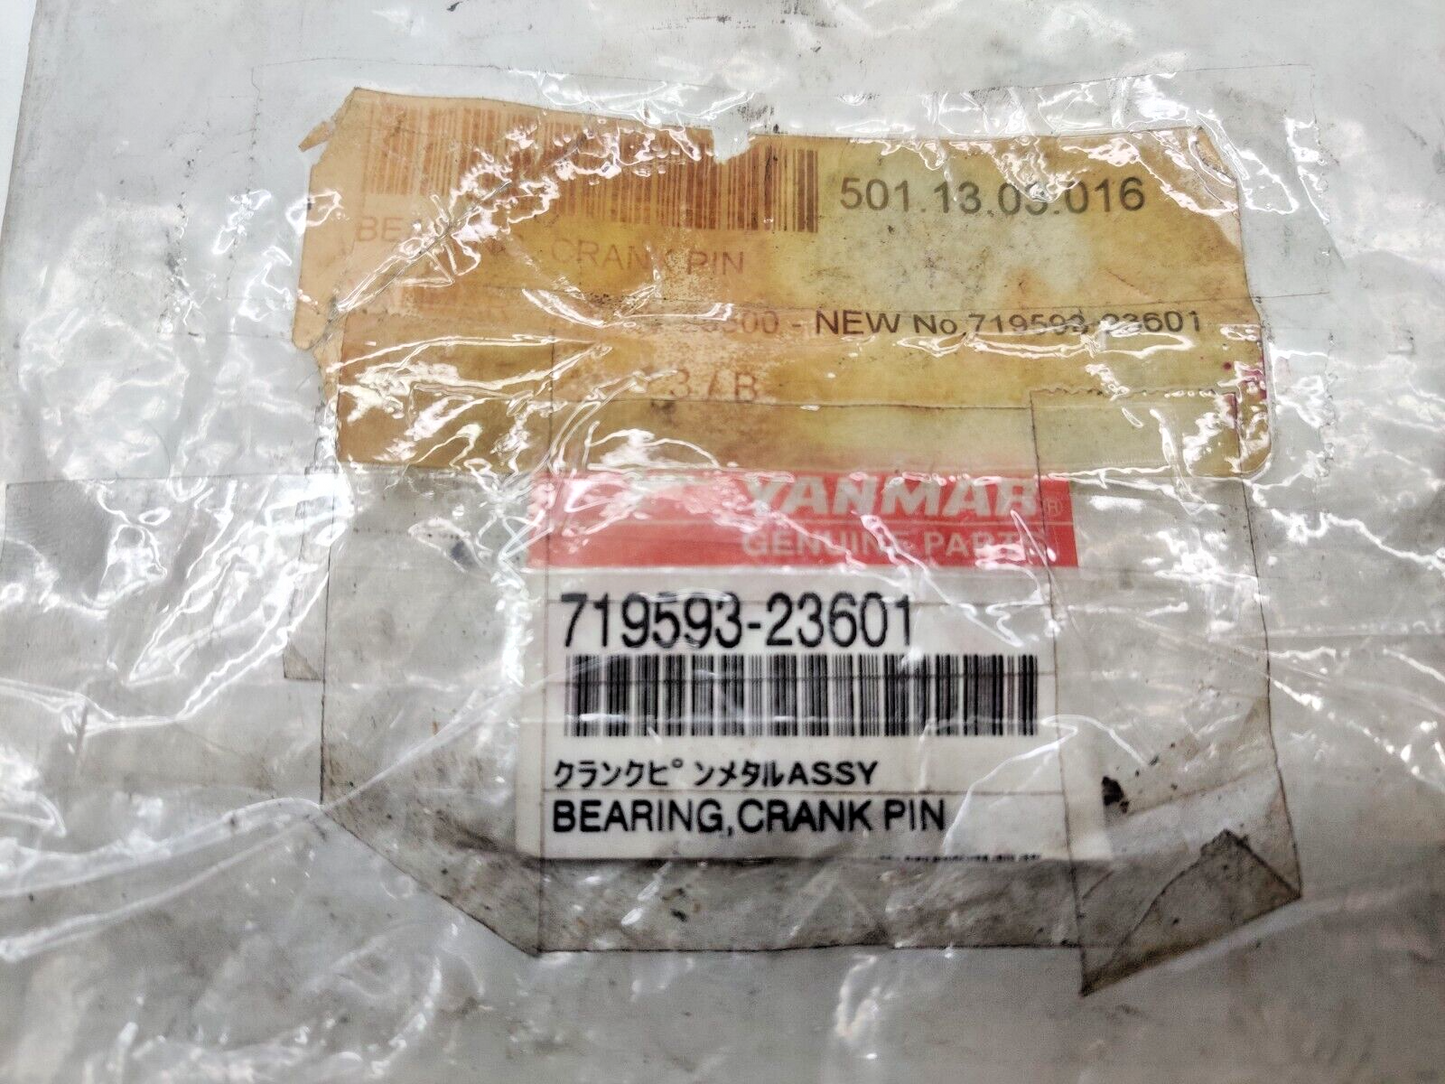 501.13.03.016
CRANK PIN
- NEW No.719593-23601
YANMAR®
GENUINE PARTS
719593-23601
クランクピンメタルASSY
BEARING,CRANK PIN